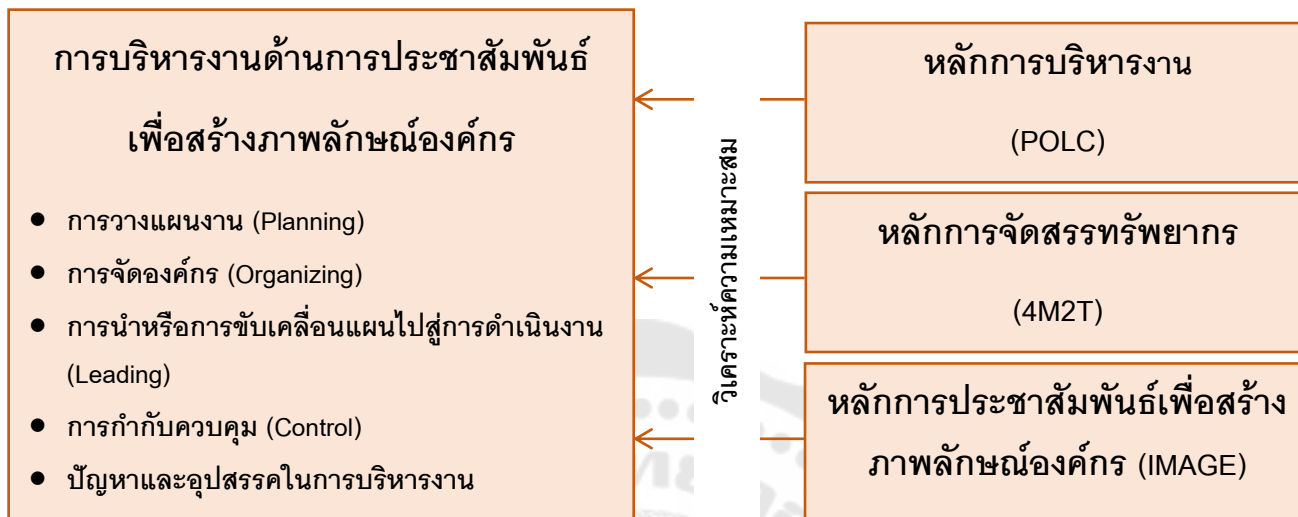 การบริหารงานด้านการประชาสัมพันธ์
เพื่อสร้างภาพลักษณ์องค์กร
● การวางแผนงาน (Planning)
● การจัดองค์กร (Organizing)
● การนำหรือการขับเคลื่อนแผนไปสู่การดำเนินงาน
(Leading)
● การกำกับควบคุม (Control)
● ปัญหาและอุปสรรคในการบริหารงาน
วิเคราะห์ความเหมาะสม
หลักการบริหารงาน
(POLC)
หลักการจัดสรรทรัพยากร
(4M2T)
หลักการประชาสัมพันธ์เพื่อสร้าง
ภาพลักษณ์องค์กร (IMAGE)